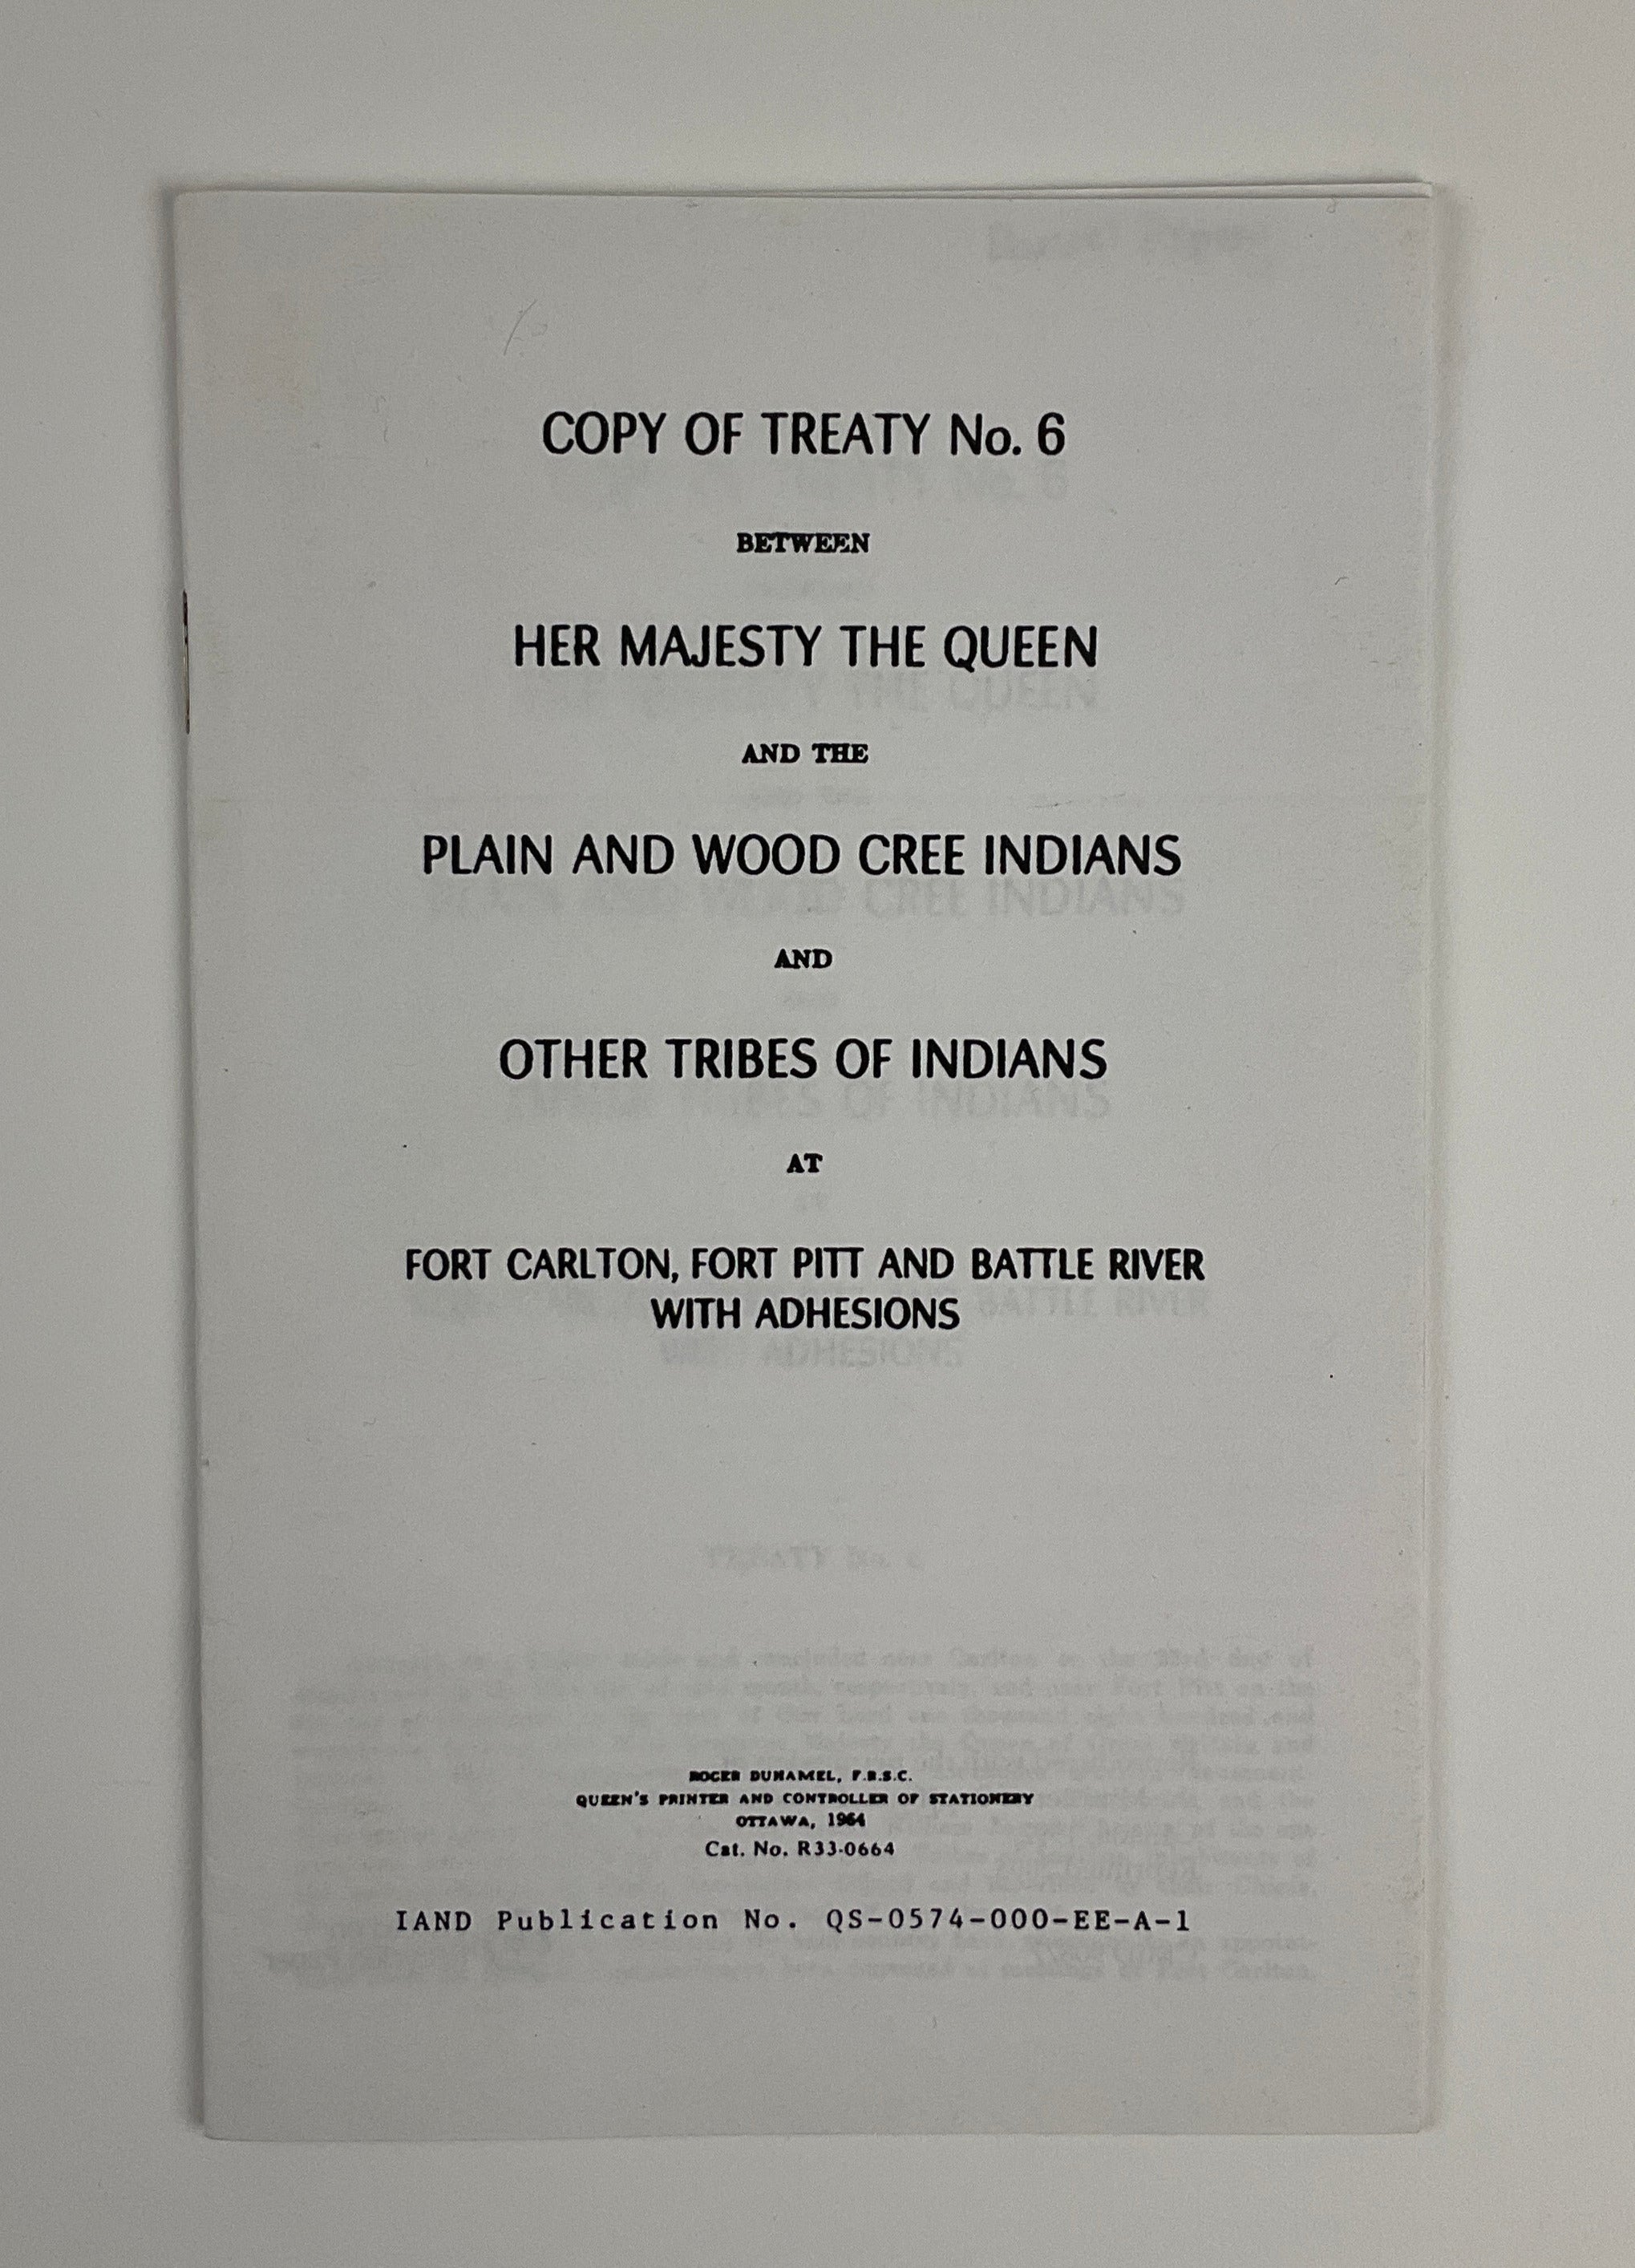 COPY OF TREATY No. 6
BETWEEN
HER MAJESTY THE QUEEN
AND THE
PLAIN AND WOOD CREE INDIANS
AND
OTHER TRIBES OF INDIANS
AT
FORT CARLTON, FORT PITT AND BATTLE RIVER
WITH ADHESIONS
ROGER DUHAMEL, F.R.S.C.
QUEEN'S PRINTER AND CONTROLLER OF STATIONERY
OTTAWA, 1964
Cat. No. R33-0664
IAND Publication No. QS-0574-000-EE-A-1